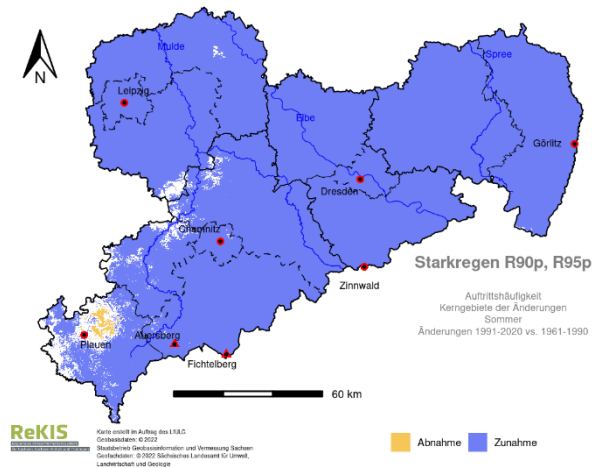 Mulde
Spree
Leipzig
Elbe
Görlitz
Dresden
Chemnitz
Starkregen R90p, R95p
Zinnwald
Auftrittshäufigkeit
Kerngebiete der Änderungen
Sommer
Änderungen 1991-2020 vs. 1961-1990
Auersberg
Plauen
Fichtelberg
60 km
N
ReKIS
Karte erstellt im Auftrag des LfULG
Geobasisdaten: © 2022
Staatsbetrieb Geobasisinformation und Vermessung Sachsen
Geofachdaten: © 2022 Sächsisches Landesamt für Umwelt,
Landwirtschaft und Geologie
Abnahme
Zunahme